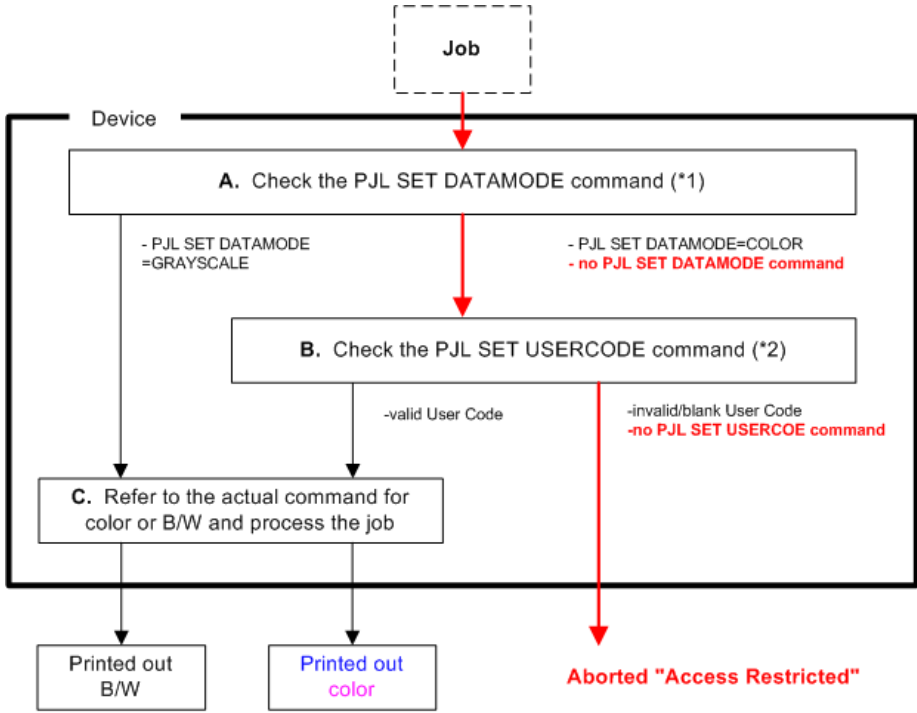 Job
Device
A. Check the PJL SET DATAMODE command (*1)
- PJL SET DATAMODE
=GRAYSCALE
- PJL SET DATAMODE=COLOR
- no PJL SET DATAMODE command
B. Check the PJL SET USERCODE command (*2)
-valid User Code
-invalid/blank User Code
-no PJL SET USERCOE command
C. Refer to the actual command for
color or B/W and process the job
Printed out
B/W
Printed out
color
Aborted "Access Restricted"